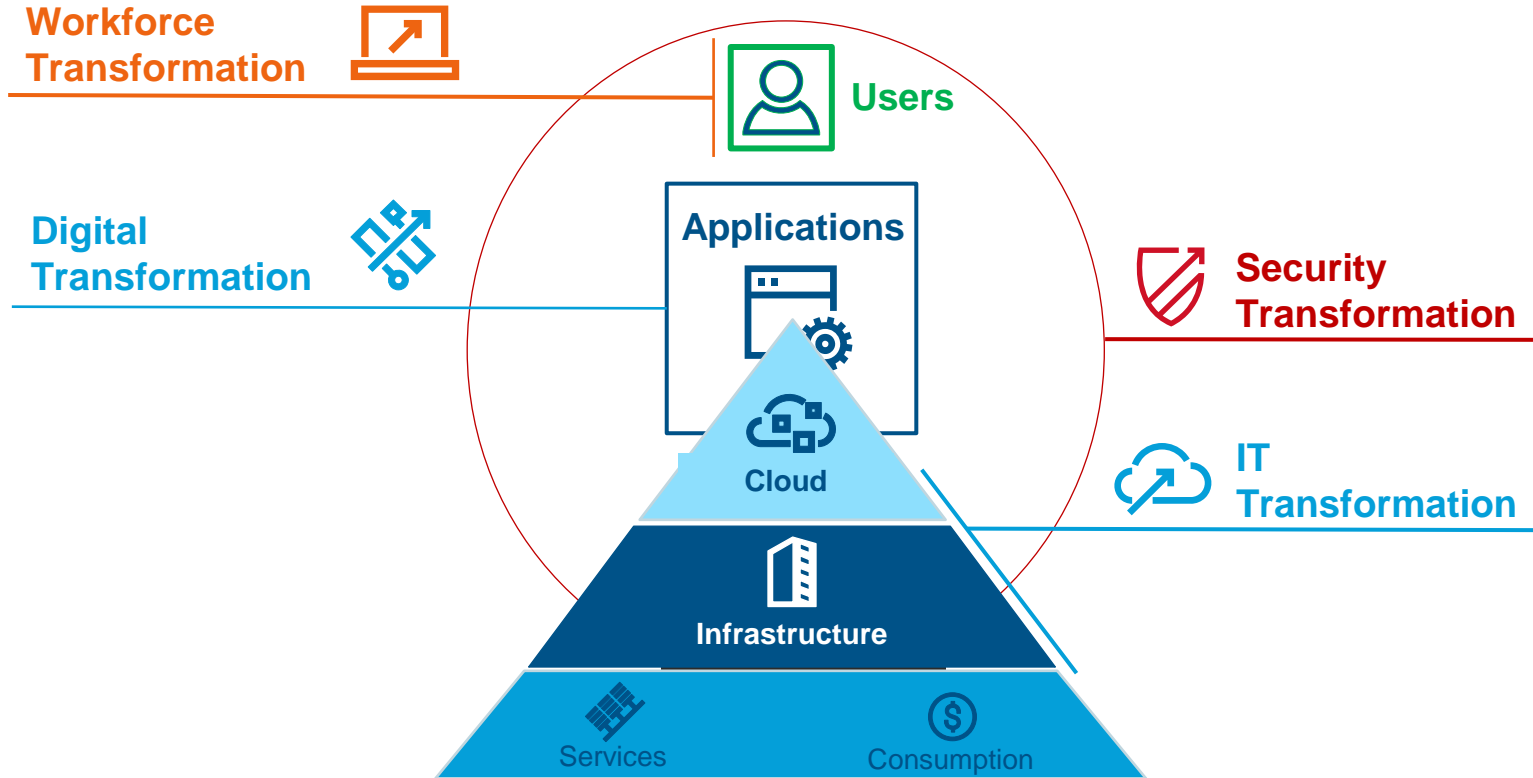 Workforce
Transformation
Users
Digital
Transformation
Applications
Security
Transformation
Cloud
IT
Transformation
Infrastructure
$
Services
Consumption